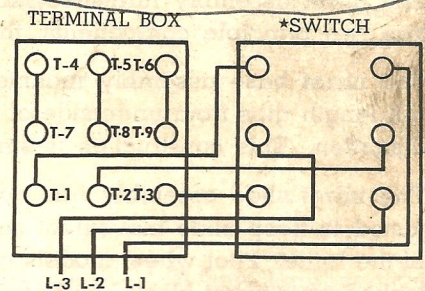 TERMINAL BOX
★SWITCH
T-4 T-5 T-6
T-7 T-8 T-9
T-1 T-2 T-3
L-3 L-2 L-1